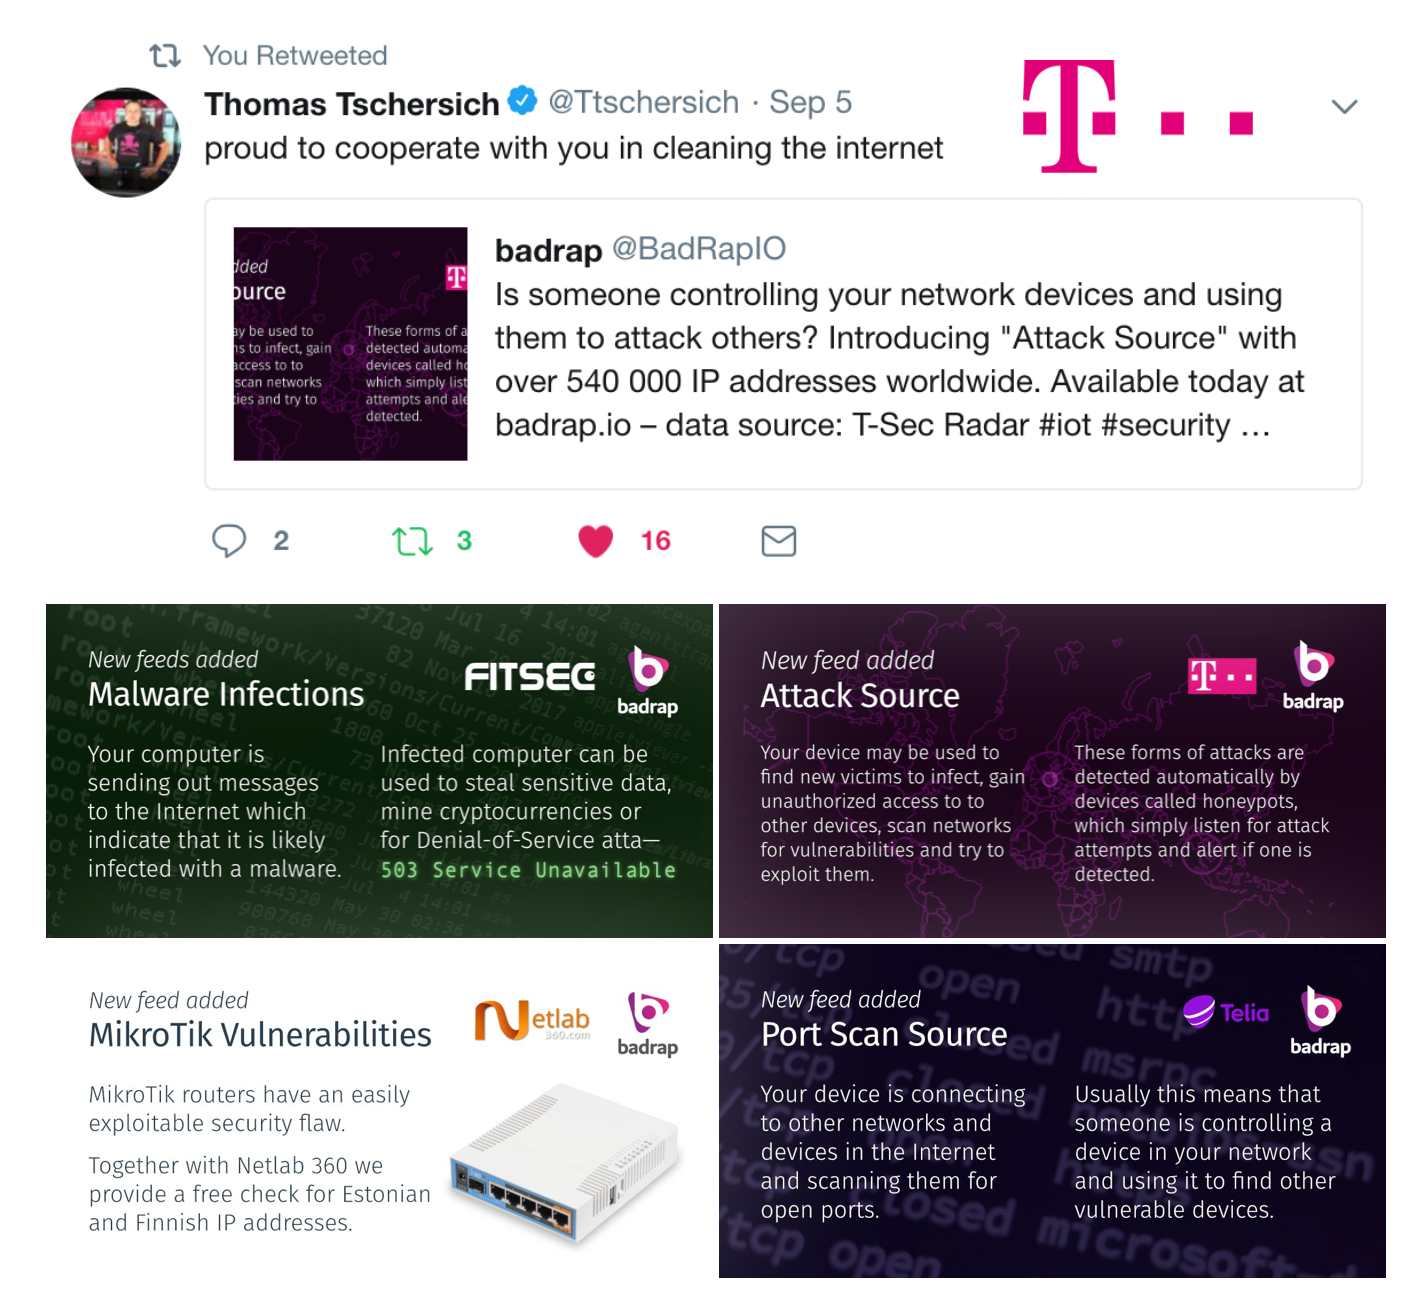 You Retweeted
Thomas Tschersich @Ttschersich · Sep 5
proud to cooperate with you in cleaning the internet
T
dded
ource
T
ay be used to
ns to infect, gain
access to to
scan networks
ies and try to
These forms of a
detected automa
devices called ho
which simply list
attempts and ale
detected.
badrap @BadRapIO
Is someone controlling your network devices and using
them to attack others? Introducing "Attack Source" with
over 540 000 IP addresses worldwide. Available today at
badrap.io – data source: T-Sec Radar #iot #security …
2 3 16
New feeds added
Malware Infections
FITSEC
badrap
Your computer is
sending out messages
to the Internet which
indicate that it is likely
infected with a malware.
Infected computer can be
used to steal sensitive data,
mine cryptocurrencies or
for Denial-of-Service atta—
503 Service Unavailable
New feed added
Attack Source
T
badrap
Your device may be used to
find new victims to infect, gain
unauthorized access to to
other devices, scan networks
for vulnerabilities and try to
exploit them.
These forms of attacks are
detected automatically by
devices called honeypots,
which simply listen for attack
attempts and alert if one is
detected.
New feed added
MikroTik Vulnerabilities
Netlab
360.com
badrap
MikroTik routers have an easily
exploitable security flaw.
Together with Netlab 360 we
provide a free check for Estonian
and Finnish IP addresses.
New feed added
Port Scan Source
Telia
badrap
Your device is connecting
to other networks and
devices in the Internet
and scanning them for
open ports.
Usually this means that
someone is controlling a
device in your network
and using it to find other
vulnerable devices.